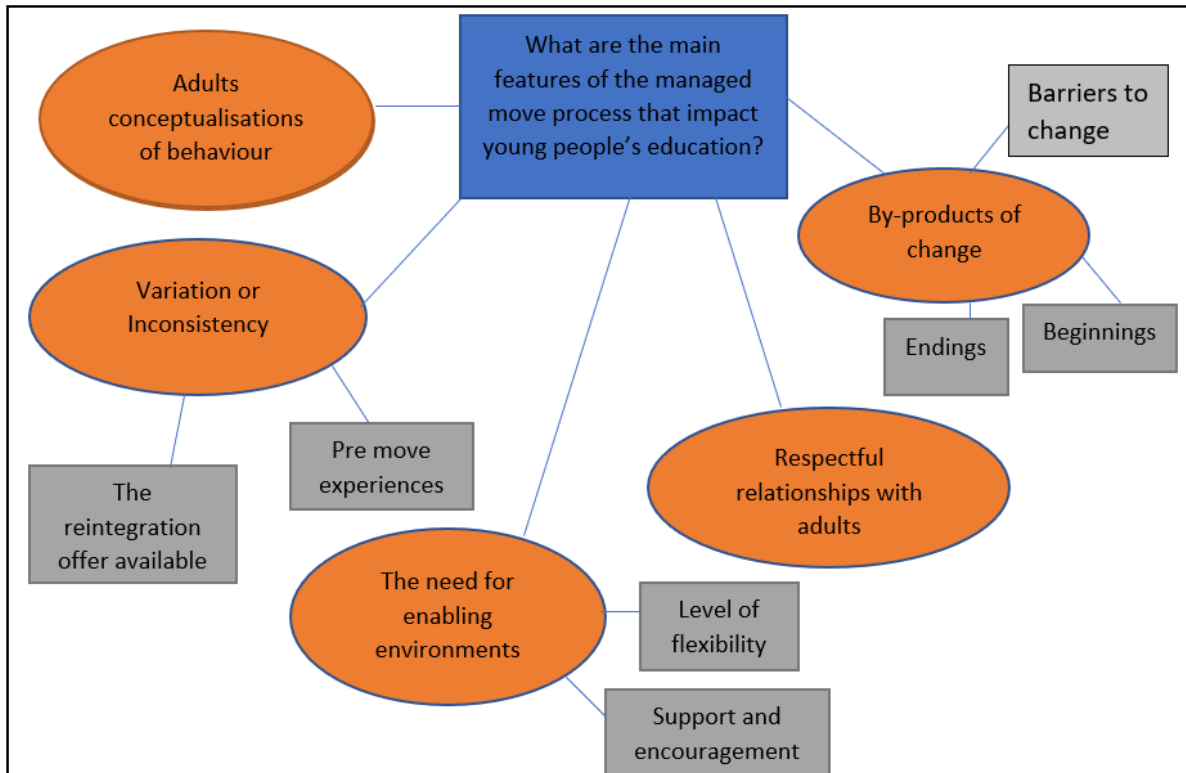 What are the main
features of the managed
move process that impact
young people's education?
Adults
conceptualisations
of behaviour
Barriers to
change
By-products of
change
Variation or
Inconsistency
Endings
Beginnings
Pre move
experiences
The
reintegration
offer available
Respectful
relationships with
adults
The need for
enabling
environments
Level of
flexibility
Support and
encouragement